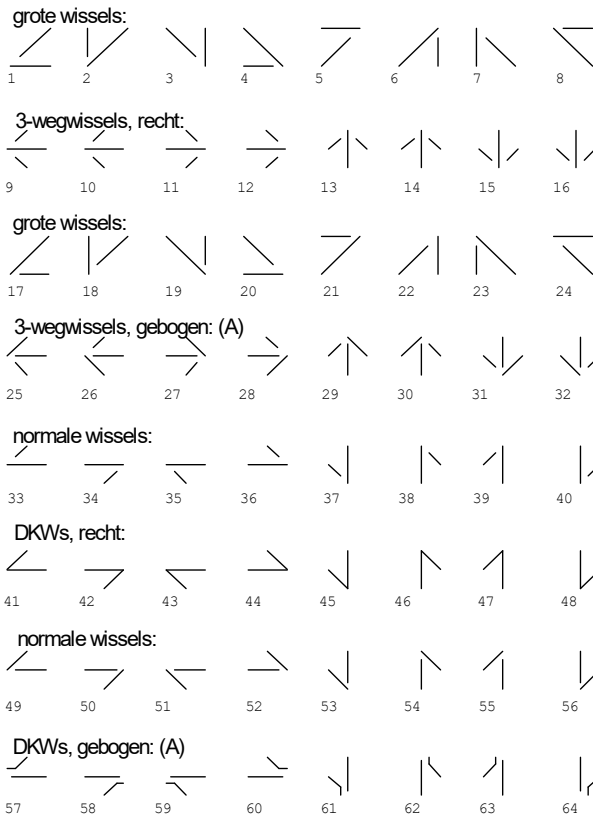 grote wissels:
1 2 3 4 5 6 7 8
3-wegwissels, recht:
9 10 11 12 13 14 15 16
grote wissels:
17 18 19 20 21 22 23 24
3-wegwissels, gebogen: (A)
25 26 27 28 29 30 31 32
normale wissels:
33 34 35 36 37 38 39 40
DKWs, recht:
41 42 43 44 45 46 47 48
normale wissels:
49 50 51 52 53 54 55 56
DKWs, gebogen: (A)
57 58 59 60 61 62 63 64